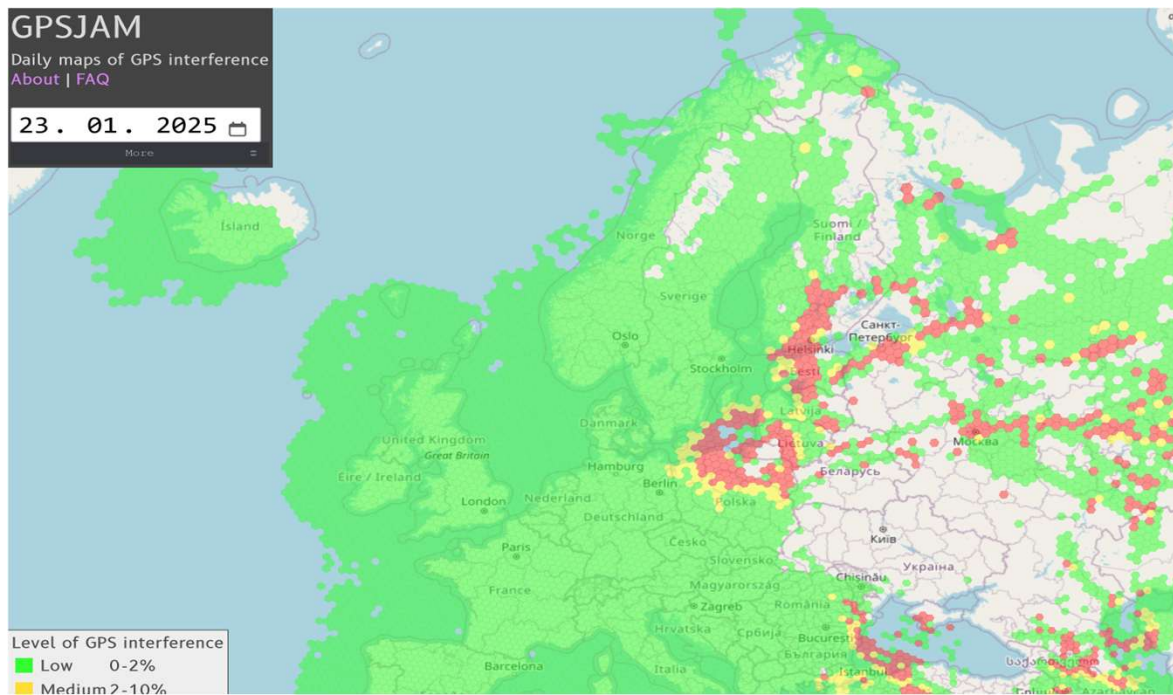 GPSJAM
Daily maps of GPS interference
About | FAQ
23. 01. 2025
More
Ísland
Norge
Suomi /
Finland
Sverige
Санкт-
Петербург
Oslo
Helsinki
Stockholm
Eesti
Latvija
Danmark
United Kingdom
Great Britain
Lietuva
Москва
Hamburg
Беларусь
Éire / Ireland
Berlin
London
Nederland
Polska
Deutschland
Česko
Київ
Paris
Slovensko
Україна
France
Magyarország
Chișinău
Zagreb
România
Hrvatska
Србија
București
България
Barcelona
Italia
İstanbul
საქართველო
Azərbaycan
Level of GPS interference
Low 0-2%
Medium 2-10%